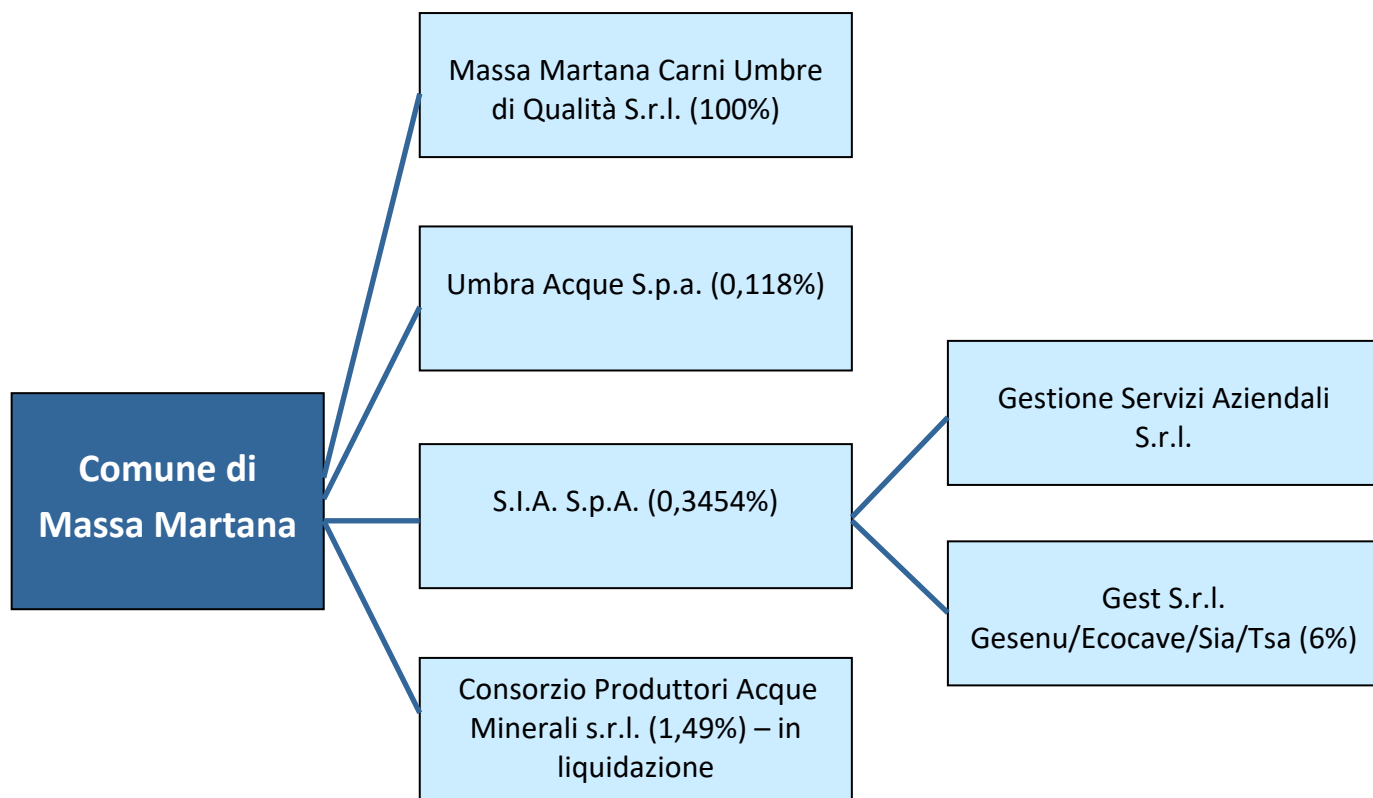 Massa Martana Carni Umbre
di Qualità S.r.l. (100%)
Umbra Acque S.p.a. (0,118%)
Gestione Servizi Aziendali
S.r.l.
Comune di
Massa Martana
S.I.A. S.p.A. (0,3454%)
Gest S.r.l.
Gesenu/Ecocave/Sia/Tsa (6%)
Consorzio Produttori Acque
Minerali s.r.l. (1,49%) – in
liquidazione